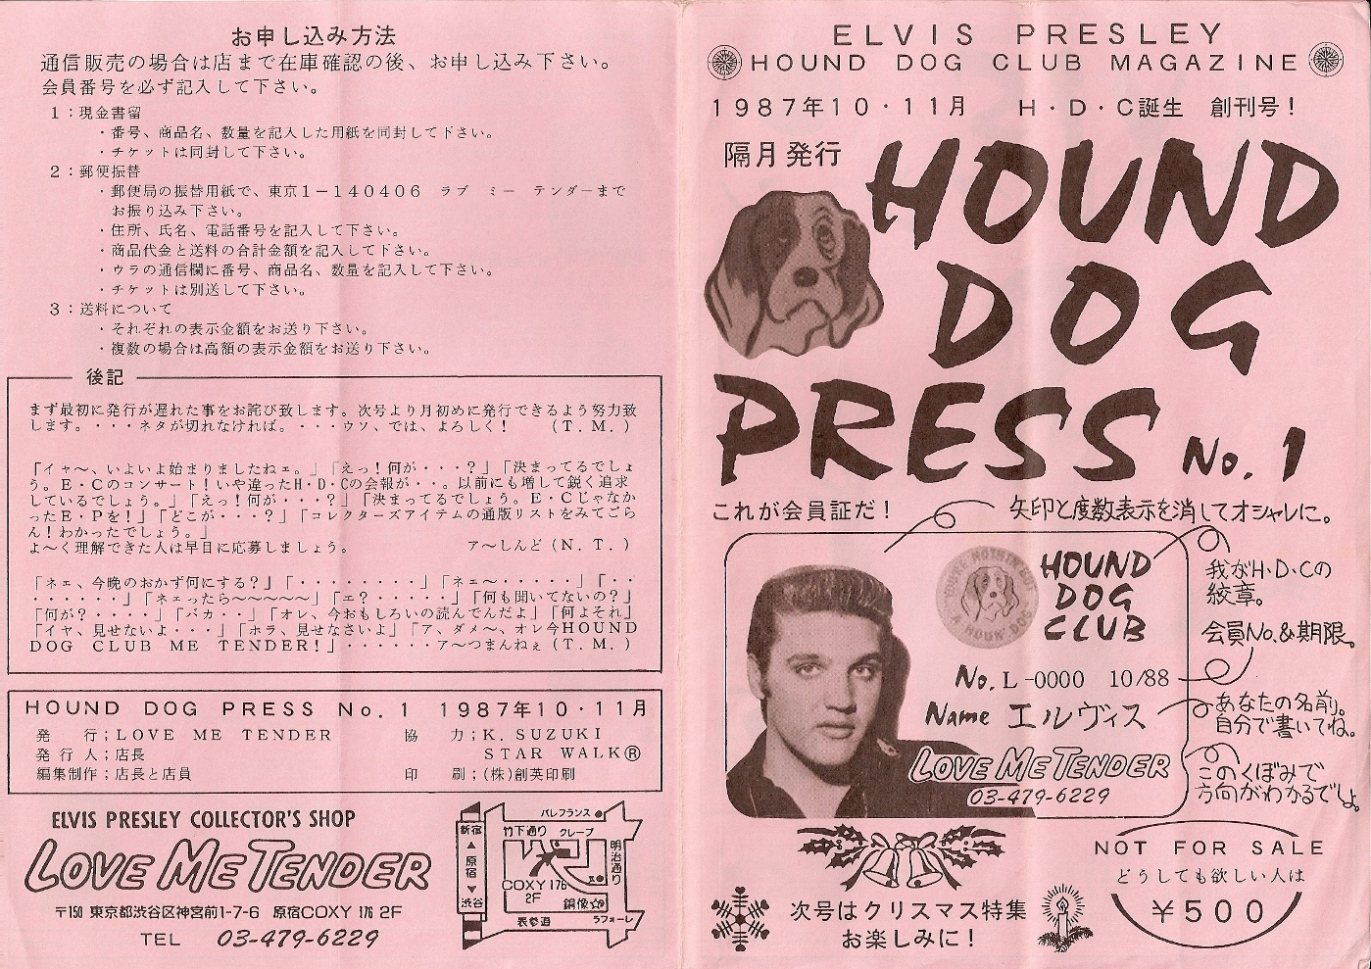 お申し込み方法
通信販売の場合は店まで在庫確認の後、お申し込み下さい。
会員番号を必ず記入して下さい。
1：現金書留
・番号、商品名、数量を記入した用紙を同封して下さい。
・チケットは同封して下さい。
2：郵便振替
・郵便局の振替用紙で、東京1－140406　ラブ　ミー　テンダーまで
お振り込み下さい。
・住所、氏名、電話番号を記入して下さい。
・商品代金と送料の合計金額を記入して下さい。
・ウラの通信欄に番号、商品名、数量を記入して下さい。
・チケットは別送して下さい。
3：送料について
・それぞれの表示金額をお送り下さい。
・複数の場合は高額の表示金額をお送り下さい。
後記
まず最初に発行が遅れた事をお詫び致します。次号より月初めに発行できるよう努力致
します。・・・ネタが切れなければ。・・・ウソ、では、よろしく！　（T.M.）
「イャ～、いよいよ始まりましたねェ。」「えっ！何が・・・？」「決まってるでしょ
う。E・Cのコンサート！いや違ったH・D・Cの会報が・・。以前にも増して鋭く追求
しているでしょう。」「えっ！何が・・・？」「決まってるでしょう。E・Cじゃなか
ったE・Pを！」「どこが・・・？」「コレクターズアイテムの通販リストをみてごら
ん！わかったでしょう。」
よ～く理解できた人は早目に応募しましょう。　ア～しんど（N.T.）
「ネェ、今晩のおかず何にする？」「・・・・・・・・」「ネェ～・・・・・」「・・
・・・・・・」「ネェったら～～～～～」「エ？・・・・・」「何も聞いてないの？」
「何が？・・・・・」「バカ・・」「オレ、今おもしろいの読んでんだよ」「何よそれ」
「イヤ、見せないよ・・・」「ホラ、見せなさいよ」「ア、ダメ～、オレ今HOUND
DOG CLUB ME TENDER！」・・・・・・ア～つまんねぇ（T.M.）
HOUND DOG PRESS No. 1　1987年10・11月
発　行；LOVE ME TENDER　協　力；K. SUZUKI
発行人；店長　STAR WALK®
編集制作；店長と店員　印　刷；(株)創英印刷
ELVIS PRESLEY COLLECTOR'S SHOP
LOVE ME TENDER
〒150 東京都渋谷区神宮前1-7-6 原宿COXY 176 2F
TEL 03-479-6229
パレフランス
新宿
▲
原宿
▼
渋谷
竹下通り
クレープ
明治通り
COXY 176
2F
銅像
表参道
ラフォーレ
ELVIS PRESLEY
HOUND DOG CLUB MAGAZINE
1987年10・11月　H・D・C誕生　創刊号！
隔月発行
HOUND
DOG
PRESS No. 1
これが会員証だ！
矢印と度数表示を消してオシャレに。
YOU'RE NOTHIN' BUT
A HOUN' DOG
HOUND
DOG
CLUB
No. L-0000 10/88
Name エルヴィス
LOVE ME TENDER
03-479-6229
我がH・D・Cの
紋章。
会員No.&期限。
あなたの名前。
自分で書いてね。
このくぼみで
方向がわかるでしょ。
次号はクリスマス特集
お楽しみに！
NOT FOR SALE
どうしても欲しい人は
¥500